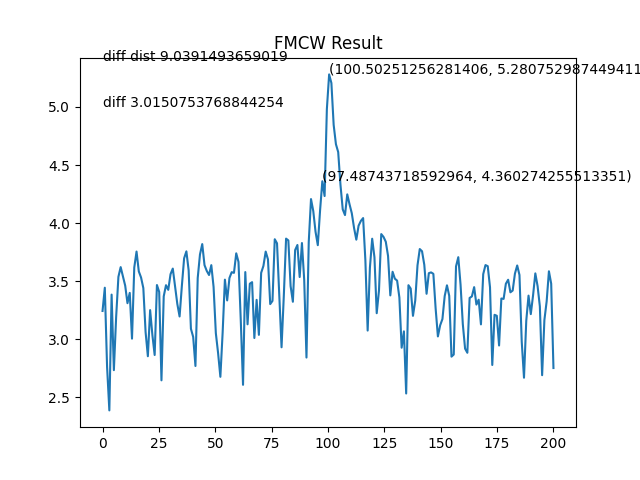 FMCW Result
diff dist 9.0391493659019
(100.50251256281406, 5.280752987449411
diff 3.0150753768844254
(97.48743718592964, 4.360274255513351)
5.0
4.5
4.0
3.5
3.0
2.5
0 25 50 75 100 125 150 175 200